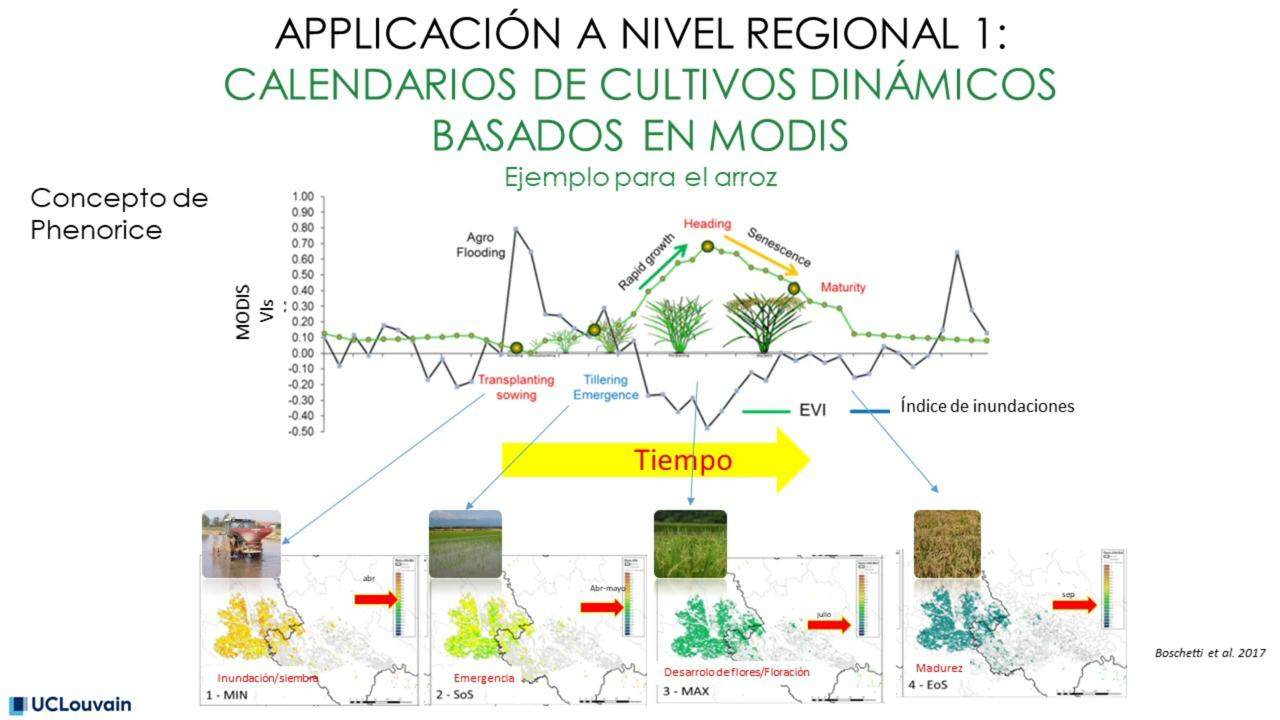 APPLICACIÓN A NIVEL REGIONAL 1:
CALENDARIOS DE CULTIVOS DINÁMICOS
BASADOS EN MODIS
Ejemplo para el arroz
Concepto de
Phenorice
MODIS
VIs
1.00
0.90
0.80
0.70
0.60
0.50
0.40
0.30
0.20
0.10
0.00
-0.10
-0.20
-0.30
-0.40
-0.50
Agro
Flooding
Rapid growth
Heading
Senescence
Maturity
Transplanting
sowing
Tillering
Emergence
EVI
Índice de inundaciones
Tiempo
abr
Inundación/siembra
1 - MIN
Abr-mayo
Emergencia
2 - SoS
julio
Desarrolo de flores/Floración
3 - MAX
sep
Madurez
4 - EoS
Boschetti et al. 2017
UCLouvain